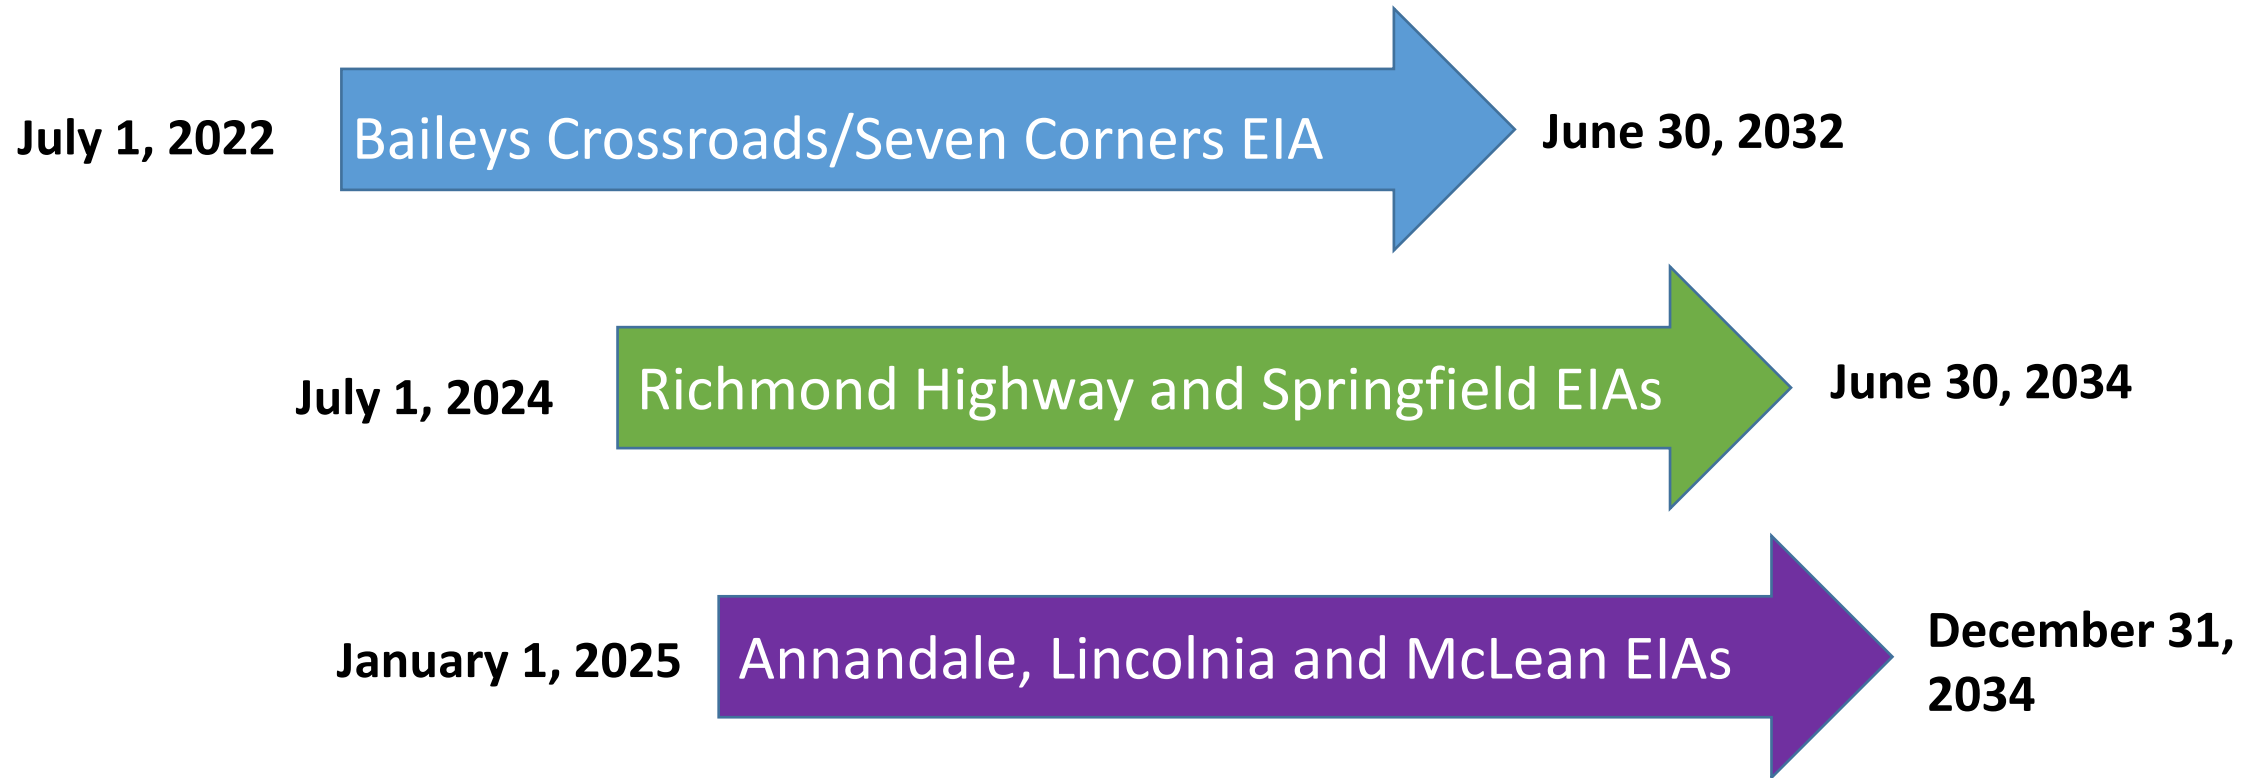 July 1, 2022
Baileys Crossroads/Seven Corners EIA
June 30, 2032
July 1, 2024
Richmond Highway and Springfield EIAs
June 30, 2034
January 1, 2025
Annandale, Lincolnia and McLean EIAs
December 31,
2034